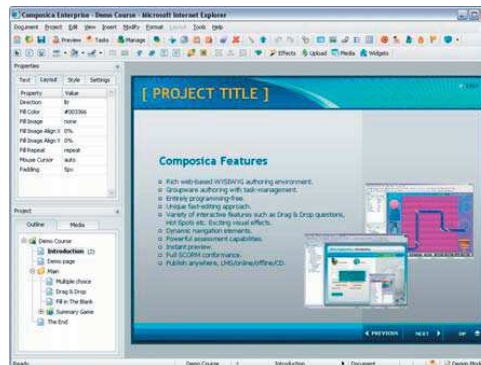 Composica Enterprise - Demo Course - Microsoft Internet Explorer
Document Project Edit View Insert Modify Format Layout Tools Help
Preview Tasks Manage
Effects Upload Media Widgets
Properties
Text Layout Style Settings
Property Value
Direction ltr
Fill Color #003366
Fill Image none
Fill Image Align X 0%
Fill Image Align Y 0%
Fill Repeat repeat
Mouse Cursor auto
Padding 5px
Project
Outline Media
Demo Course
Introduction (2)
Demo page
Main
Multiple choice
Drag & Drop
Fill in The Blank
Summary Game
The End
[ PROJECT TITLE ]
Composica Features
Rich web-based WYSIWYG authoring environment.
Groupware authoring with task-management.
Entirely programming-free.
Unique fast-editing approach.
Variety of interactive features such as Drag & Drop questions,
Hot Spots etc. Exciting visual effects.
Dynamic navigation elements.
Powerful assessment capabilities.
Instant preview.
Full SCORM conformance.
Publish anywhere, LMS/online/offline/CD.
PREVIOUS NEXT UP
Ready Demo Course Introduction Document Design Mode